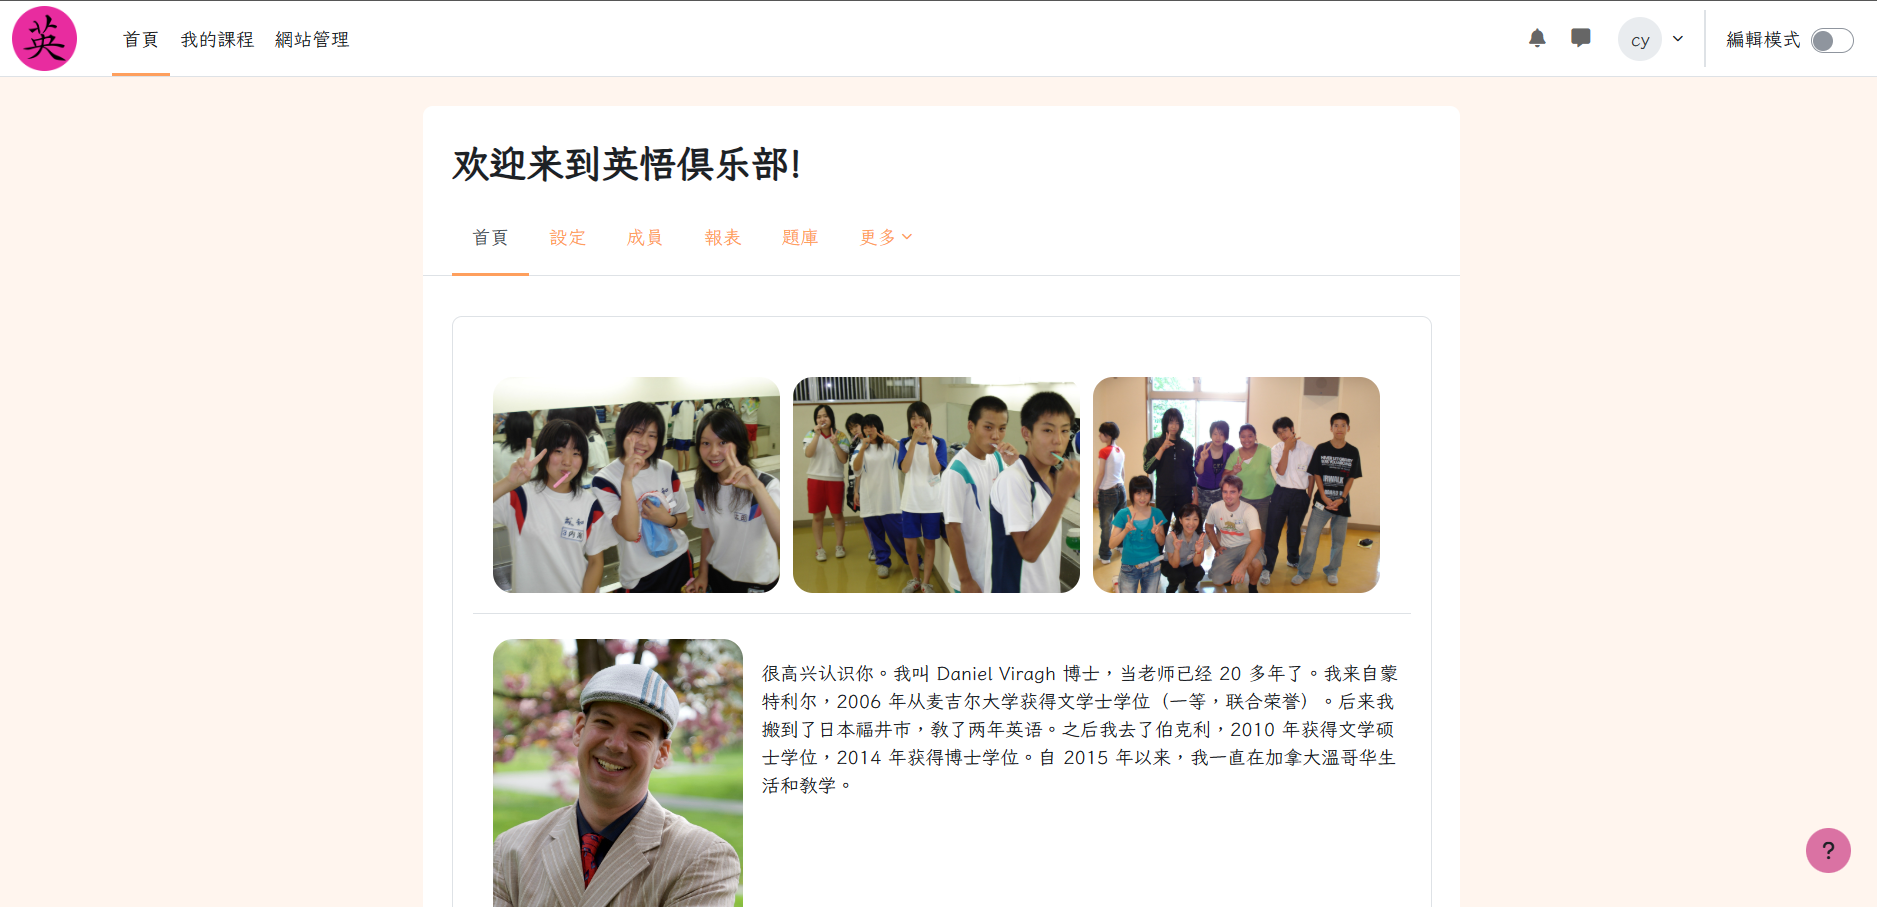 英
首頁 我的課程 網站管理
cy
編輯模式
欢迎来到英悟俱乐部!
首頁 設定 成員 報表 題庫 更多
很高兴认识你。我叫 Daniel Viragh 博士，当老师已经 20 多年了。我来自蒙
特利尔，2006 年从麦吉尔大学获得文学士学位（一等，联合荣誉）。后来我
搬到了日本福井市，教了两年英语。之后我去了伯克利，2010 年获得文学硕
士学位，2014 年获得博士学位。自 2015 年以来，我一直在加拿大溫哥华生
活和教学。
?